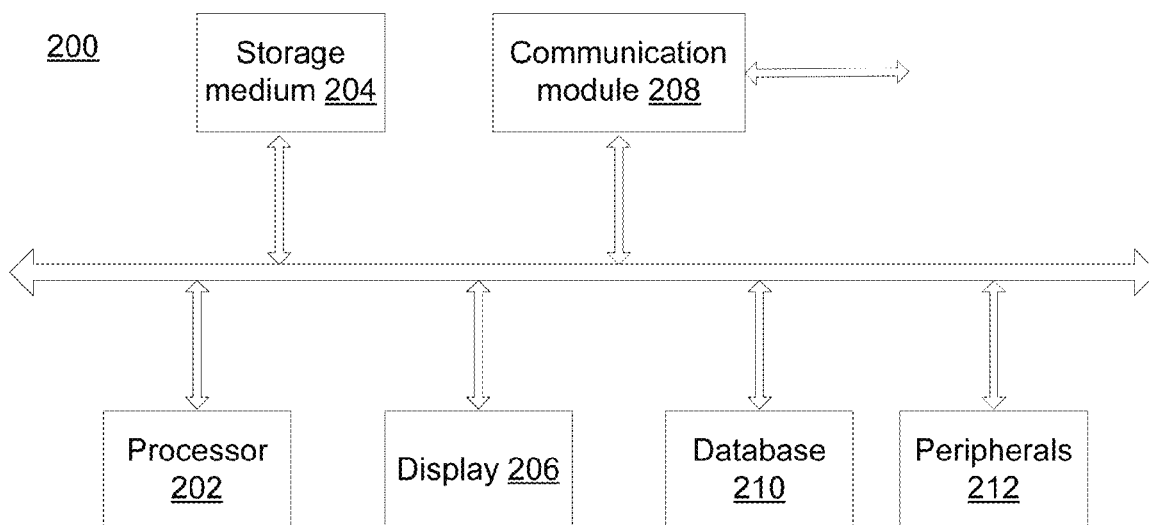 200
Storage
medium 204
Communication
module 208
Processor
202
Display 206
Database
210
Peripherals
212